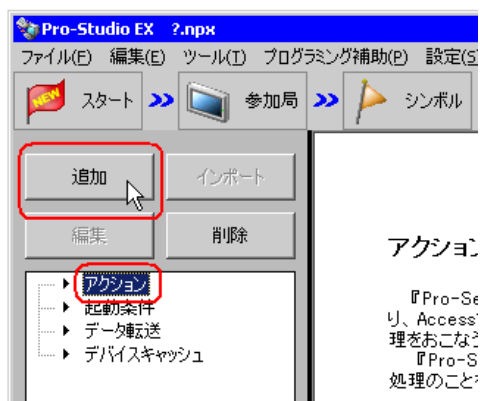 Pro-Studio EX ?.npx
ファイル(F) 編集(E) ツール(T) プログラミング補助(P) 設定(S
NEW スタート 参加局 シンボル
追加 インポート
編集 削除
アクション
起動条件
データ転送
デバイスキャッシュ
アクション
『Pro-Se
り、Access
理をおこな
『Pro-S
処理のこと